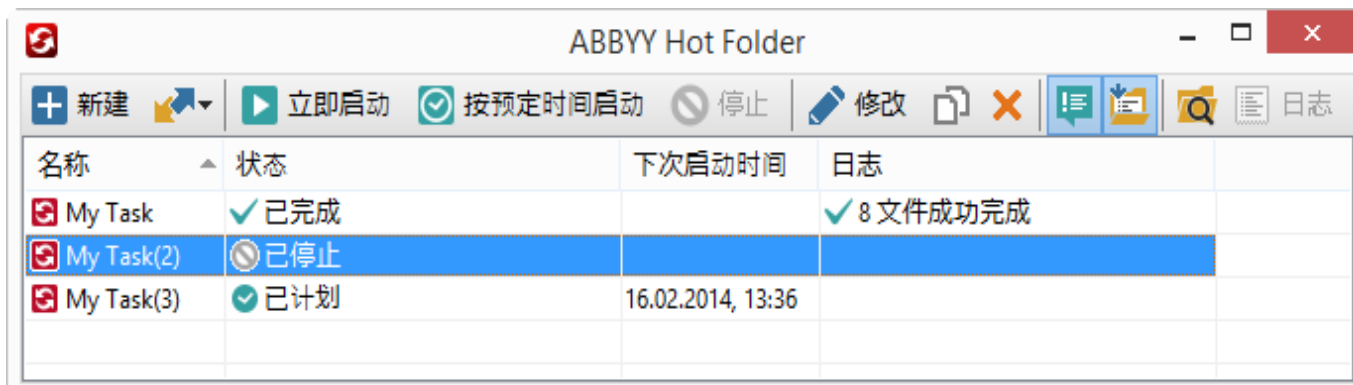 ABBYY Hot Folder
新建 立即启动 按预定时间启动 停止 修改 日志
名称 状态 下次启动时间 日志
My Task 已完成 8 文件成功完成
My Task(2) 已停止
My Task(3) 已计划 16.02.2014, 13:36